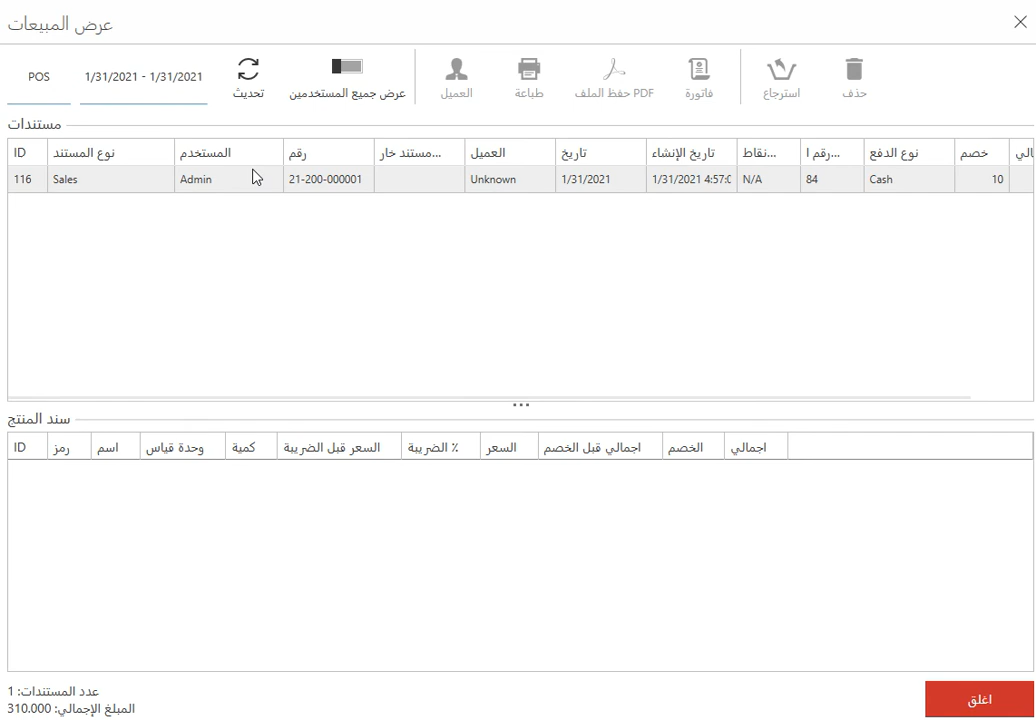 عرض المبيعات
POS
1/31/2021 - 1/31/2021
تحديث
عرض جميع المستخدمين
العميل
طباعة
حفظ الملف PDF
فاتورة
استرجاع
حذف
مستندات
ID نوع المستند المستخدم رقم مستند خار... العميل تاريخ تاريخ الإنشاء نقاط... رقم ا... نوع الدفع خصم
116 Sales Admin 21-200-000001 Unknown 1/31/2021 1/31/2021 4:57:0 N/A 84 Cash 10
سند المنتج
ID رمز اسم وحدة قياس كمية السعر قبل الضريبة الضريبة ٪ السعر اجمالي قبل الخصم الخصم اجمالي
عدد المستندات: 1
المبلغ الإجمالي: 310.000
اغلق